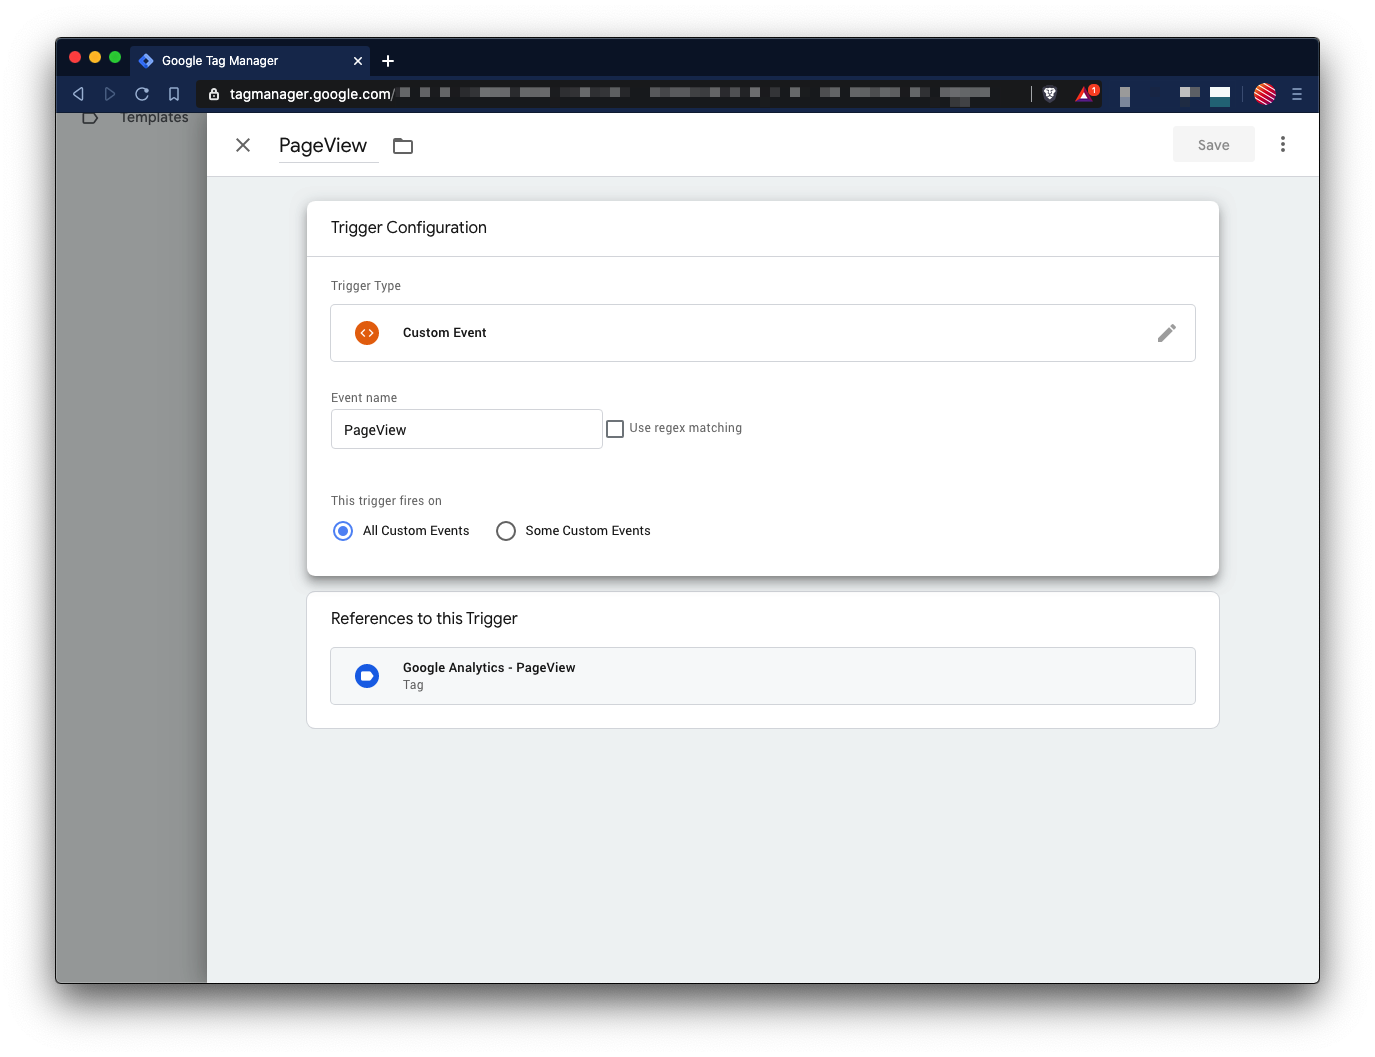 Google Tag Manager
tagmanager.google.com/
1
Templates
PageView
Save
Trigger Configuration
Trigger Type
Custom Event
Event name
PageView
Use regex matching
This trigger fires on
All Custom Events
Some Custom Events
References to this Trigger
Google Analytics - PageView
Tag